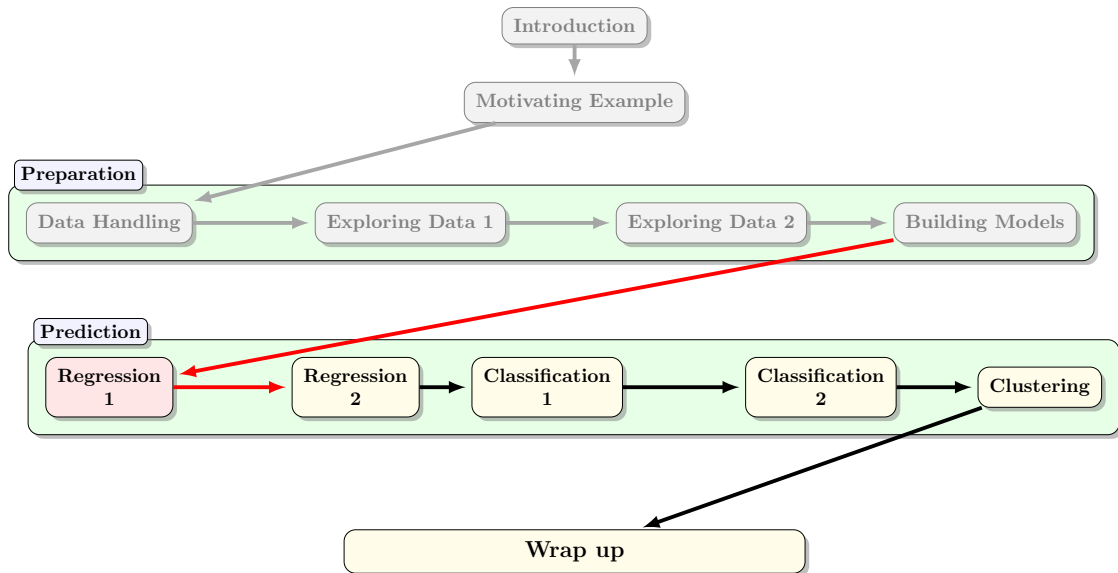 Introduction
Motivating Example
Preparation
Data Handling
Exploring Data 1
Exploring Data 2
Building Models
Prediction
Regression
1
Regression
2
Classification
1
Classification
2
Clustering
Wrap up